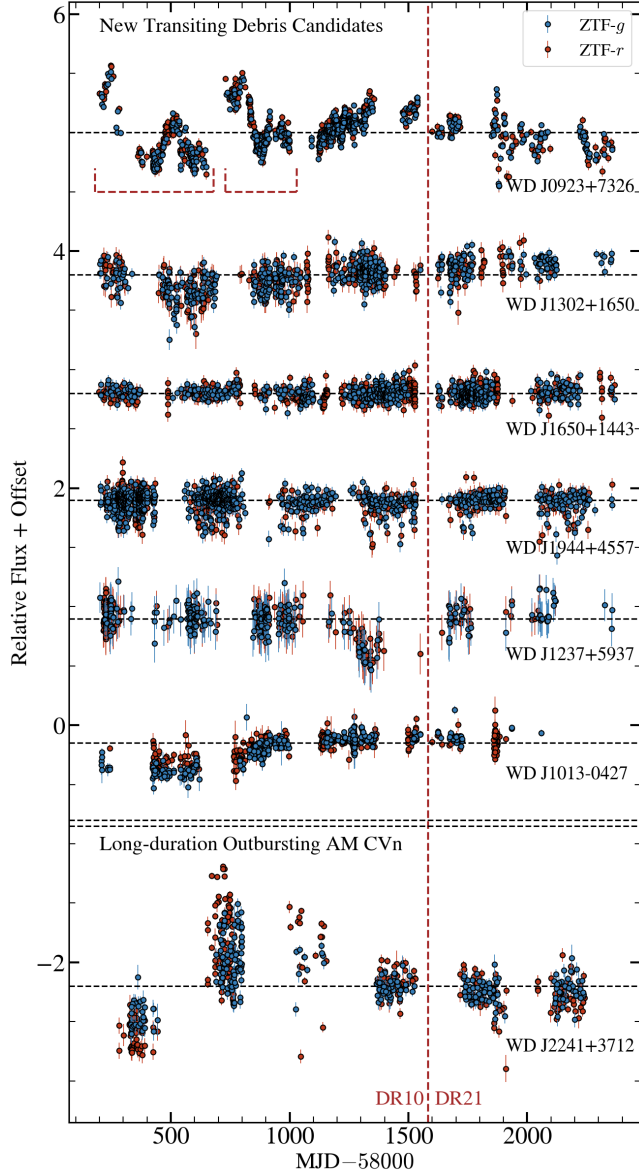 New Transiting Debris Candidates
ZTF-g
ZTF-r
6
WD J0923+7326
4
WD J1302+1650
WD J1650+1443
2
WD J1944+4557
WD J1237+5937
0
WD J1013-0427
Long-duration Outbursting AM CVn
−2
WD J2241+3712
DR10
DR21
500
1000
1500
2000
MJD−58000
Relative Flux + Offset